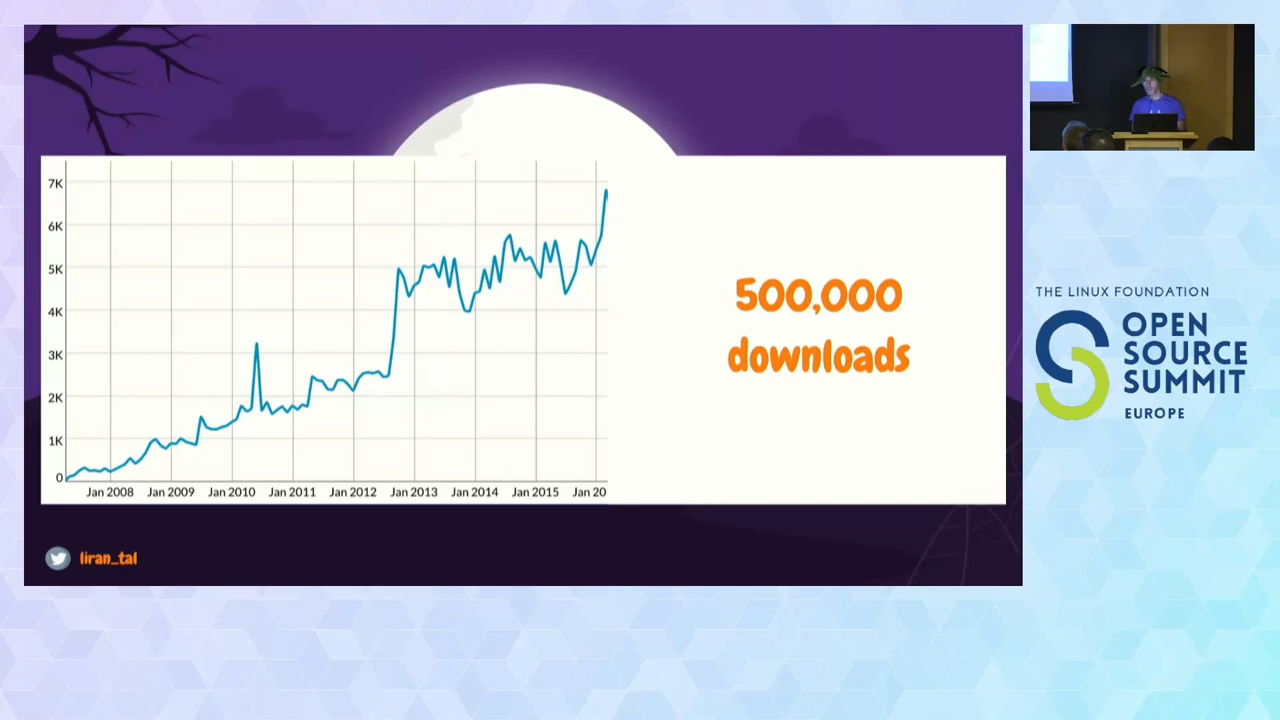 7K
6K
5K
4K
3K
2K
1K
0
Jan 2008 Jan 2009 Jan 2010 Jan 2011 Jan 2012 Jan 2013 Jan 2014 Jan 2015 Jan 20
500,000
downloads
liran_tal
THE LINUX FOUNDATION
OPEN
SOURCE
SUMMIT
EUROPE